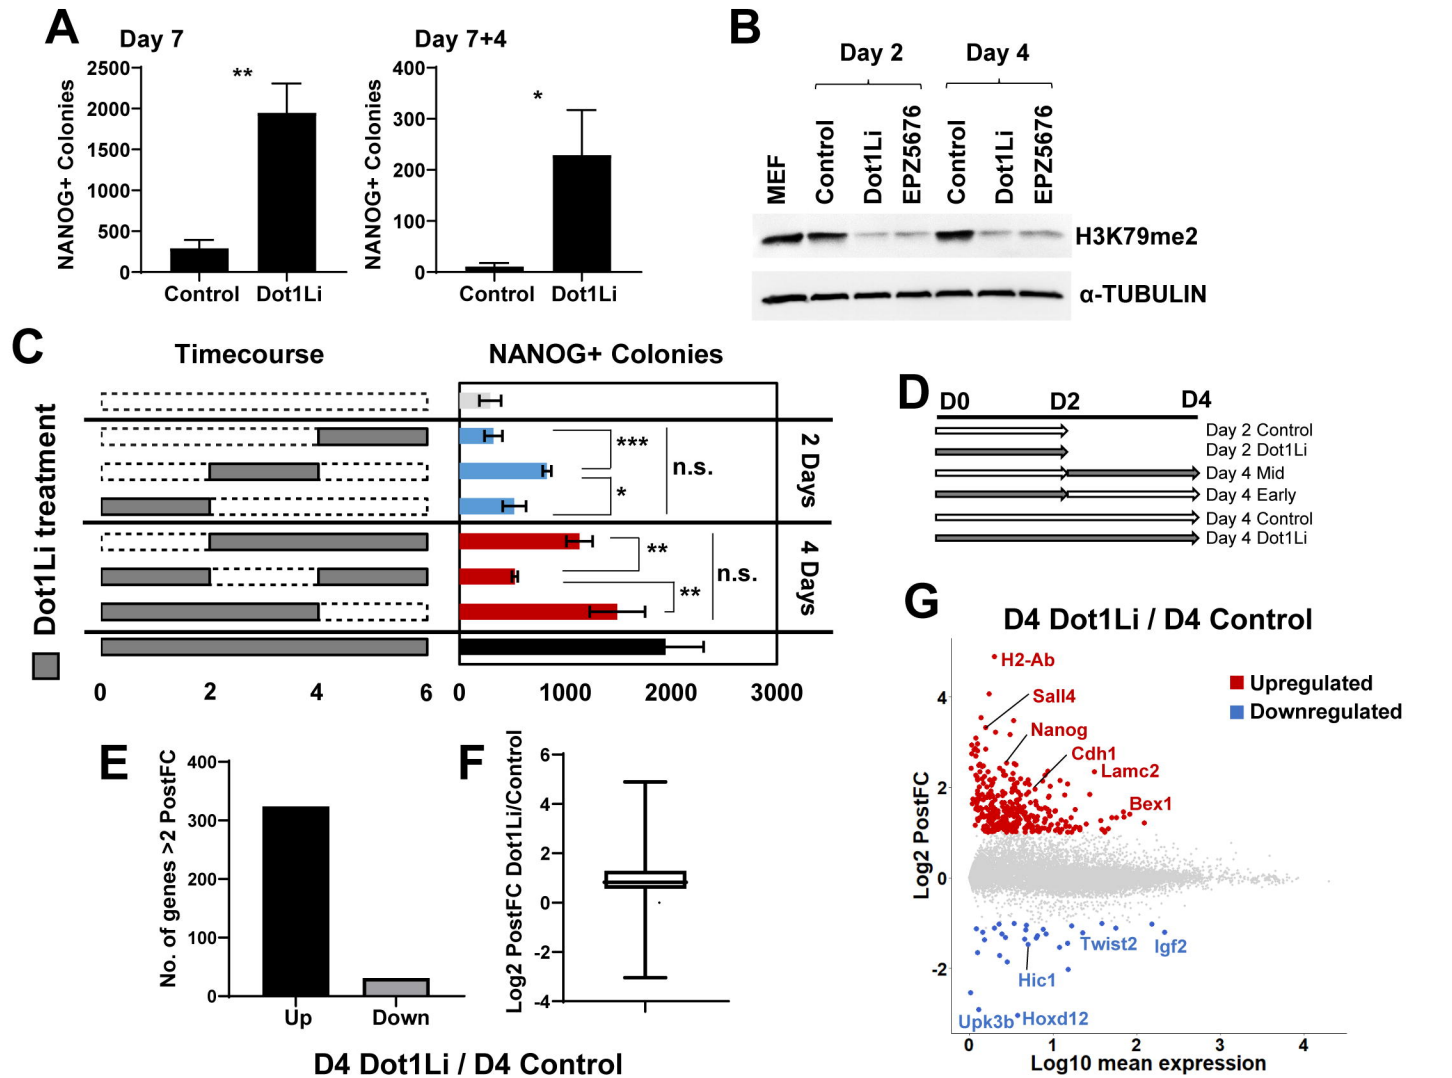 A
Day 7
NANOG+ Colonies
2500
2000
1500
1000
500
0
**
Control
Dot1Li
Day 7+4
NANOG+ Colonies
400
300
200
100
0
*
Control
Dot1Li
B
Day 2
Day 4
MEF
Control
Dot1Li
EPZ5676
Control
Dot1Li
EPZ5676
H3K79me2
α-TUBULIN
C
Timecourse
NANOG+ Colonies
Dot1Li treatment
***
*
n.s.
2 Days
**
**
n.s.
4 Days
0
2
4
6
0
1000
2000
3000
D
D0
D2
D4
Day 2 Control
Day 2 Dot1Li
Day 4 Mid
Day 4 Early
Day 4 Control
Day 4 Dot1Li
E
No. of genes >2 PostFC
400
300
200
100
0
Up
Down
F
Log2 PostFC Dot1Li/Control
6
4
2
0
-2
-4
D4 Dot1Li / D4 Control
G
D4 Dot1Li / D4 Control
Log2 PostFC
4
2
0
-2
H2-Ab
Sall4
Nanog
Cdh1
Lamc2
Bex1
Upregulated
Downregulated
Twist2
Igf2
Hic1
Upk3b
Hoxd12
0
1
2
3
4
Log10 mean expression